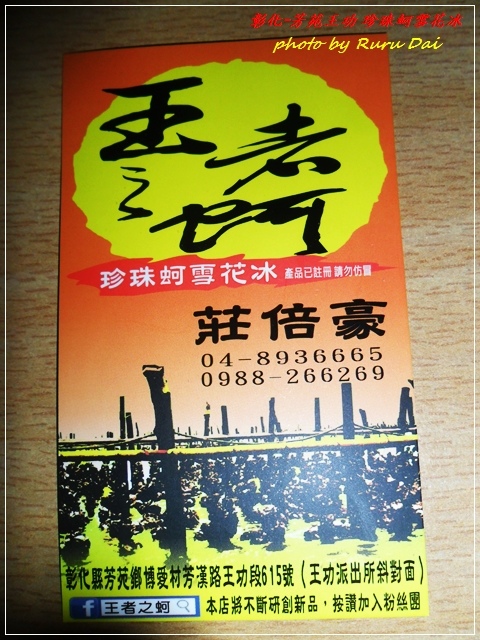 彰化-芳苑王功 珍珠蚵雪花冰
photo by Ruru Dai
王者之蚵
珍珠蚵雪花冰 產品已註冊 請勿仿冒
莊倍豪
04-8936665
0988-266269
彰化縣芳苑鄉博愛村芳漢路王功段615號（王功派出所斜對面）
f 王者之蚵 本店將不斷研創新品，按讚加入粉絲團